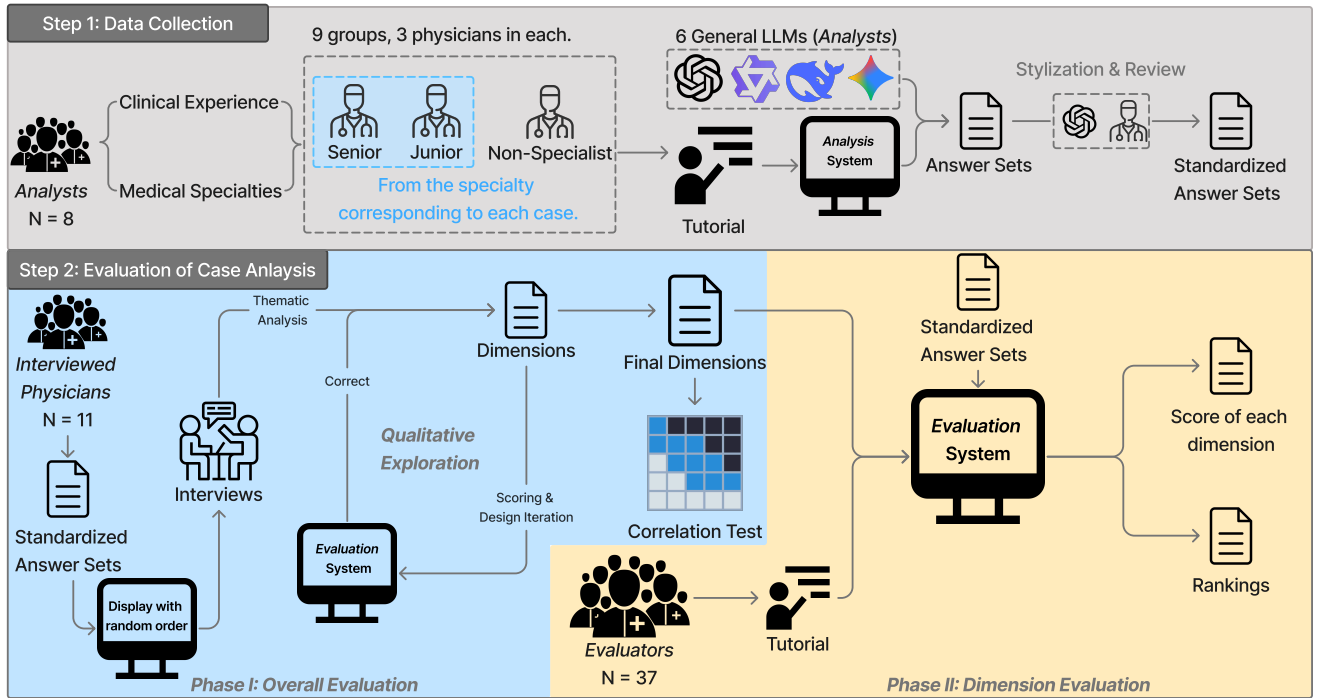 Step 1: Data Collection
9 groups, 3 physicians in each.
6 General LLMs (Analysts)
Stylization & Review
Clinical Experience
Medical Specialties
Analysts
N = 8
Senior
Junior
Non-Specialist
From the specialty
corresponding to each case.
Tutorial
Analysis
System
Answer Sets
Standardized
Answer Sets
Step 2: Evaluation of Case Anlaysis
Interviewed
Physicians
N = 11
Standardized
Answer Sets
Display with
random order
Interviews
Thematic
Analysis
Correct
Qualitative
Exploration
Evaluation
System
Dimensions
Scoring &
Design Iteration
Final Dimensions
Correlation Test
Phase I: Overall Evaluation
Evaluators
N = 37
Tutorial
Standardized
Answer Sets
Evaluation
System
Score of each
dimension
Rankings
Phase II: Dimension Evaluation